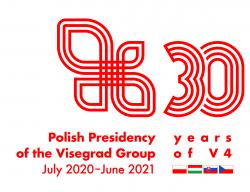 30
Polish Presidency
of the Visegrad Group
July 2020–June 2021
years
of V4